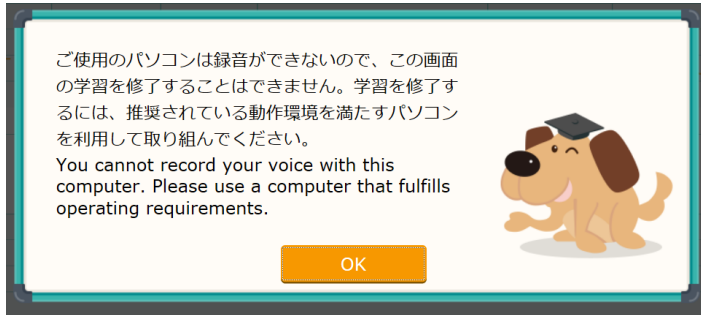 ご使用のパソコンは録音ができないので、この画面
の学習を修了することはできません。学習を修了す
るには、推奨されている動作環境を満たすパソコン
を利用して取り組んでください。
You cannot record your voice with this
computer. Please use a computer that fulfills
operating requirements.
OK